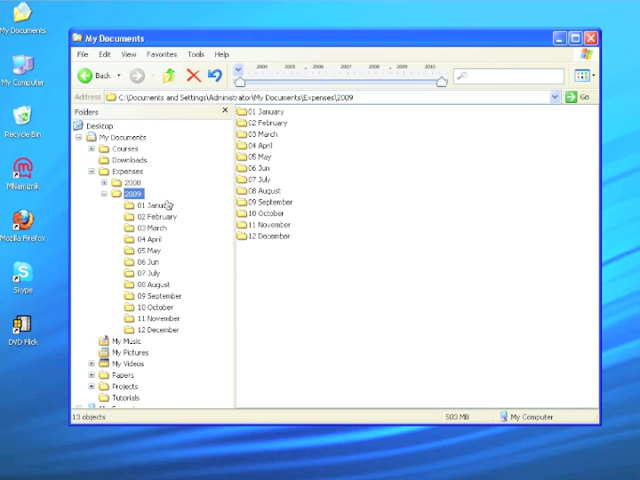 My Documents
My Computer
Recycle Bin
MNemznik
Mozilla Firefox
Skype
DVD Flick
My Documents
File Edit View Favorites Tools Help
Back
2004 2005 2006 2007 2008 2009 2010
Address C:\Documents and Settings\Administrator\My Documents\Expenses\2009 Go
Folders
Desktop
My Documents
Courses
Downloads
Expenses
2008
2009
01 January
02 February
03 March
04 April
05 May
06 Jun
07 July
08 August
09 September
10 October
11 November
12 December
My Music
My Pictures
My Videos
Papers
Projects
Tutorials
01 January
02 February
03 March
04 April
05 May
06 Jun
07 July
08 August
09 September
10 October
11 November
12 December
13 objects 503 MB My Computer